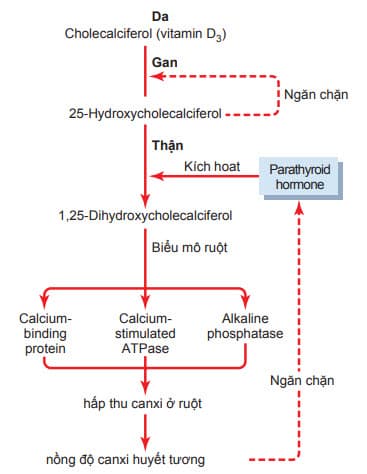 Da
Cholecalciferol (vitamin D3)
Gan
Ngăn chặn
25-Hydroxycholecalciferol
Thận
Kích hoat
Parathyroid
hormone
1,25-Dihydroxycholecalciferol
Biểu mô ruột
Calcium-
binding
protein
Calcium-
stimulated
ATPase
Alkaline
phosphatase
Ngăn chặn
hấp thu canxi ở ruột
nồng độ canxi huyết tương